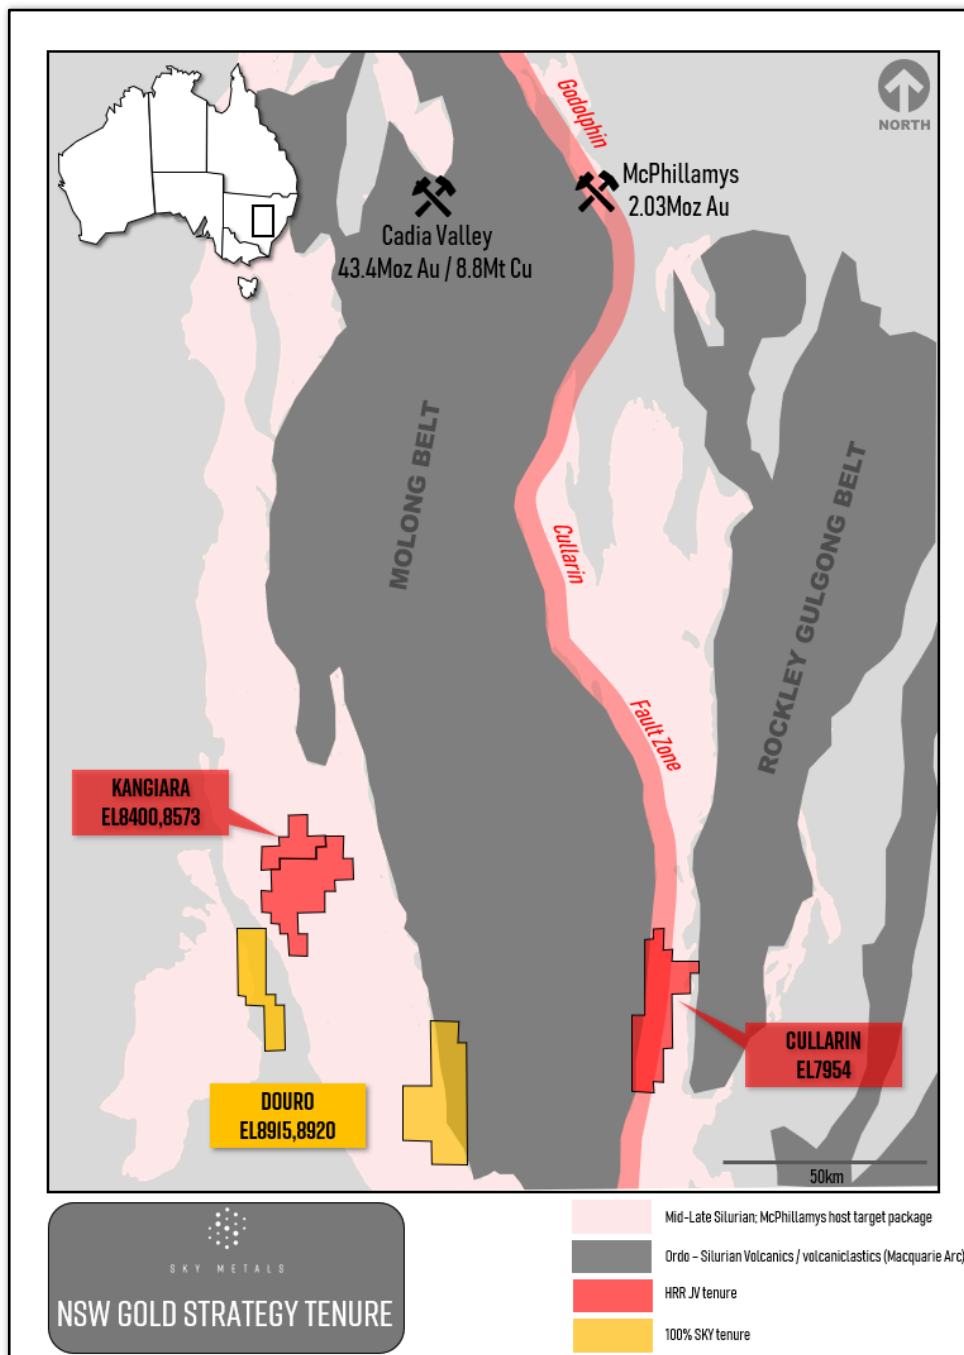 NORTH
Godolphin
McPhillamys
2.03Moz Au
Cadia Valley
43.4Moz Au / 8.8Mt Cu
MOLONG BELT
Cullarin
ROCKLEY GULGONG BELT
Fault Zone
KANGIARA
EL8400,8573
CULLARIN
EL7954
DOURO
EL8915,8920
50km
SKY METALS
NSW GOLD STRATEGY TENURE
Mid-Late Silurian; McPhillamys host target package
Ordo – Silurian Volcanics / volcaniclastics (Macquarie Arc)
HRR JV tenure
100% SKY tenure